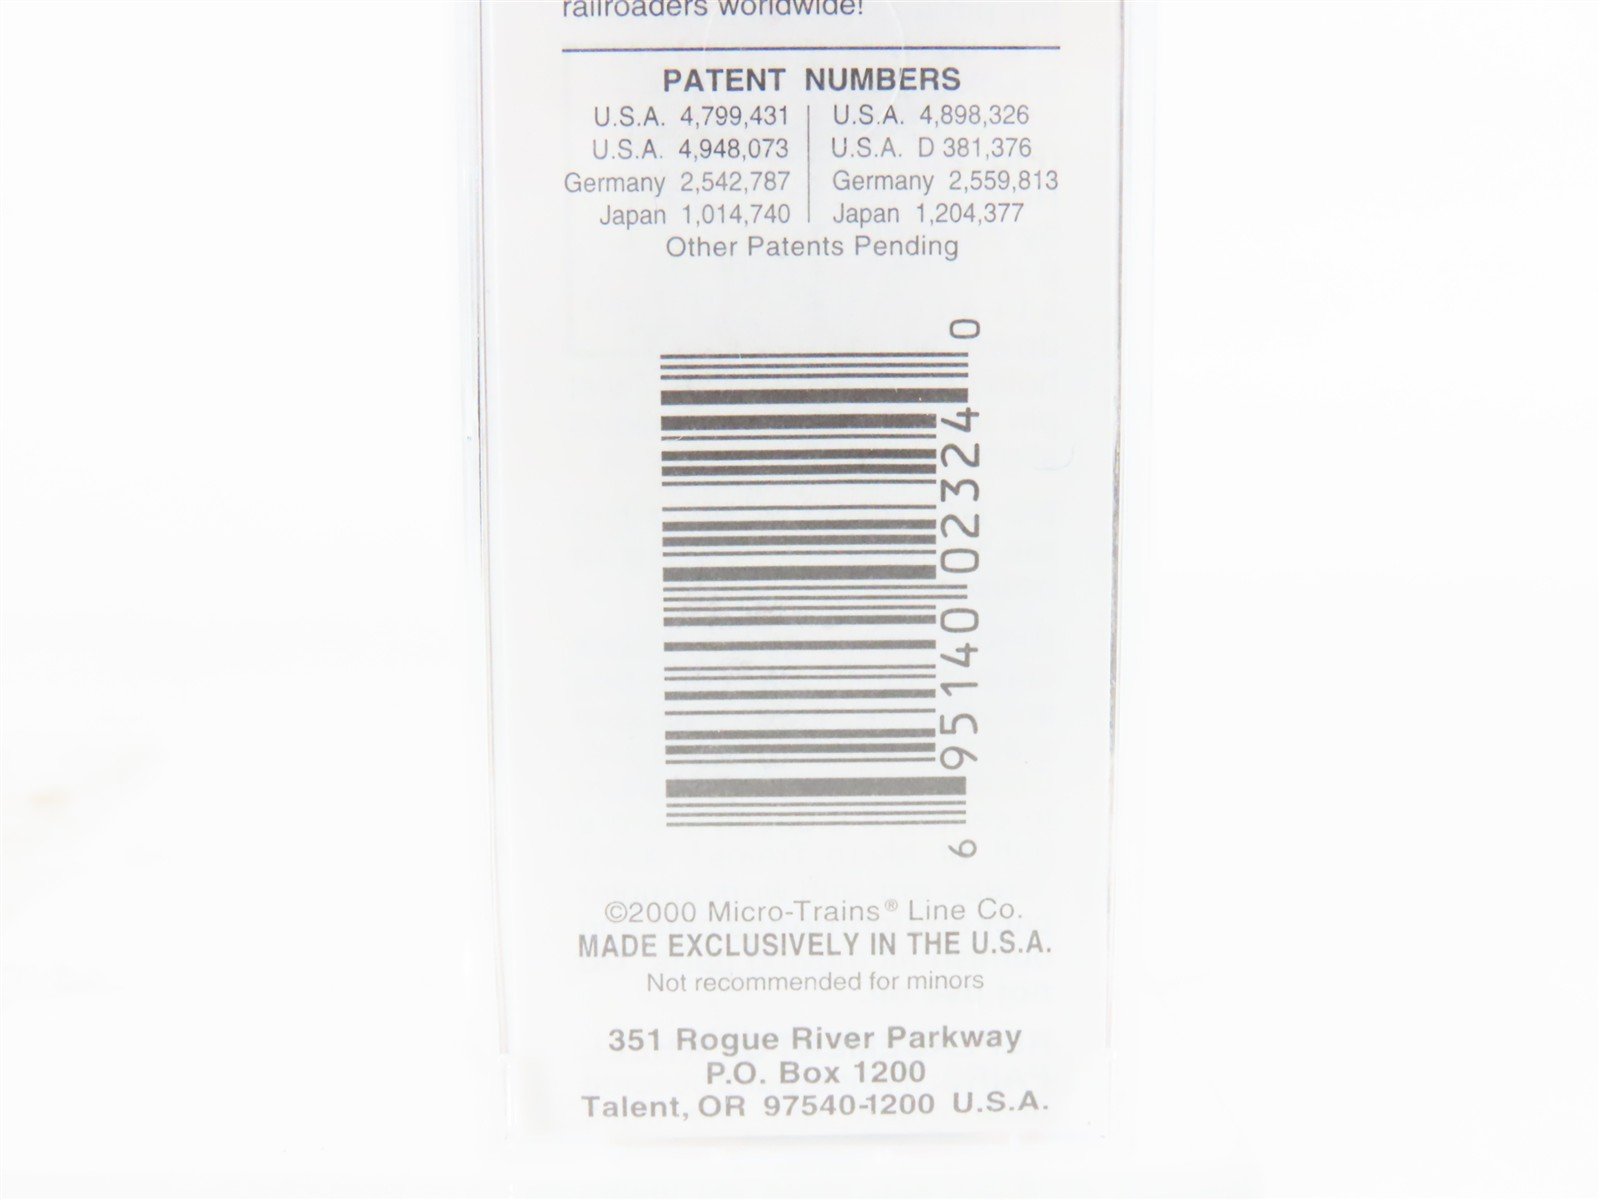 railroaders worldwide!
PATENT NUMBERS
U.S.A. 4,799,431 | U.S.A. 4,898,326
U.S.A. 4,948,073 | U.S.A. D 381,376
Germany 2,542,787 | Germany 2,559,813
Japan 1,014,740 | Japan 1,204,377
Other Patents Pending
6 95140 02324 0
©2000 Micro-Trains® Line Co.
MADE EXCLUSIVELY IN THE U.S.A.
Not recommended for minors
351 Rogue River Parkway
P.O. Box 1200
Talent, OR 97540-1200 U.S.A.